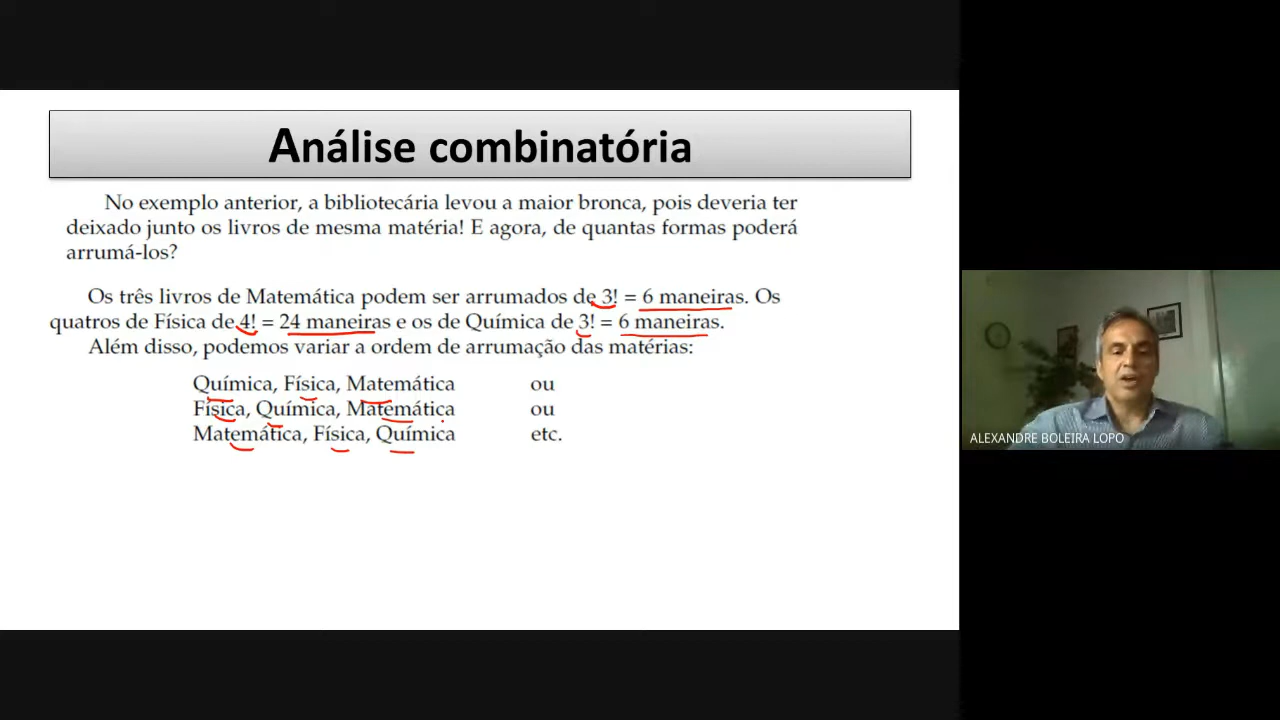 Análise combinatória
No exemplo anterior, a bibliotecária levou a maior bronca, pois deveria ter
deixado junto os livros de mesma matéria! E agora, de quantas formas poderá
arrumá-los?
Os três livros de Matemática podem ser arrumados de 3! = 6 maneiras. Os
quatros de Física de 4! = 24 maneiras e os de Química de 3! = 6 maneiras.
Além disso, podemos variar a ordem de arrumação das matérias:
Química, Física, Matemática ou
Física, Química, Matemática ou
Matemática, Física, Química etc.
ALEXANDRE BOLEIRA LOPO